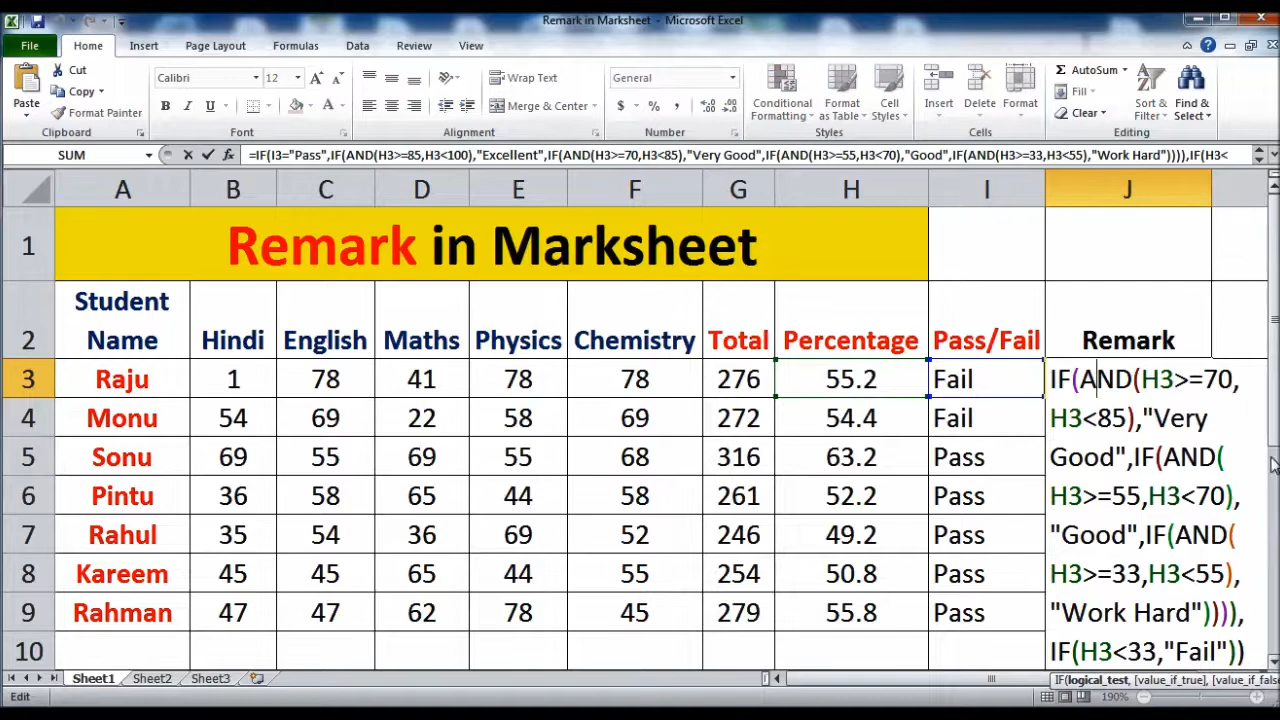 Remark in Marksheet - Microsoft Excel
File Home Insert Page Layout Formulas Data Review View
Paste Cut Copy Format Painter Clipboard
Calibri 12 A A B I U A Font
Wrap Text Merge & Center Alignment
General $ % , Number
Conditional Formatting Format as Table Cell Styles Styles
Insert Delete Format Cells
Σ AutoSum Fill Clear Sort & Filter Find & Select Editing
SUM fx =IF(I3="Pass",IF(AND(H3>=85,H3<100),"Excellent",IF(AND(H3>=70,H3<85),"Very Good",IF(AND(H3>=55,H3<70),"Good",IF(AND(H3>=33,H3<55),"Work Hard")))),IF(H3<
A B C D E F G H I J
1 Remark in Marksheet
2 Student Name Hindi English Maths Physics Chemistry Total Percentage Pass/Fail Remark
3 Raju 1 78 41 78 78 276 55.2 Fail IF(AND(H3>=70,
4 Monu 54 69 22 58 69 272 54.4 Fail H3<85),"Very
5 Sonu 69 55 69 55 68 316 63.2 Pass Good",IF(AND(
6 Pintu 36 58 65 44 58 261 52.2 Pass H3>=55,H3<70),
7 Rahul 35 54 36 69 52 246 49.2 Pass "Good",IF(AND(
8 Kareem 45 45 65 44 55 254 50.8 Pass H3>=33,H3<55),
9 Rahman 47 47 62 78 45 279 55.8 Pass "Work Hard")))),
10 IF(H3<33,"Fail"))
Sheet1 Sheet2 Sheet3
IF(logical_test, [value_if_true], [value_if_false
Edit 190%